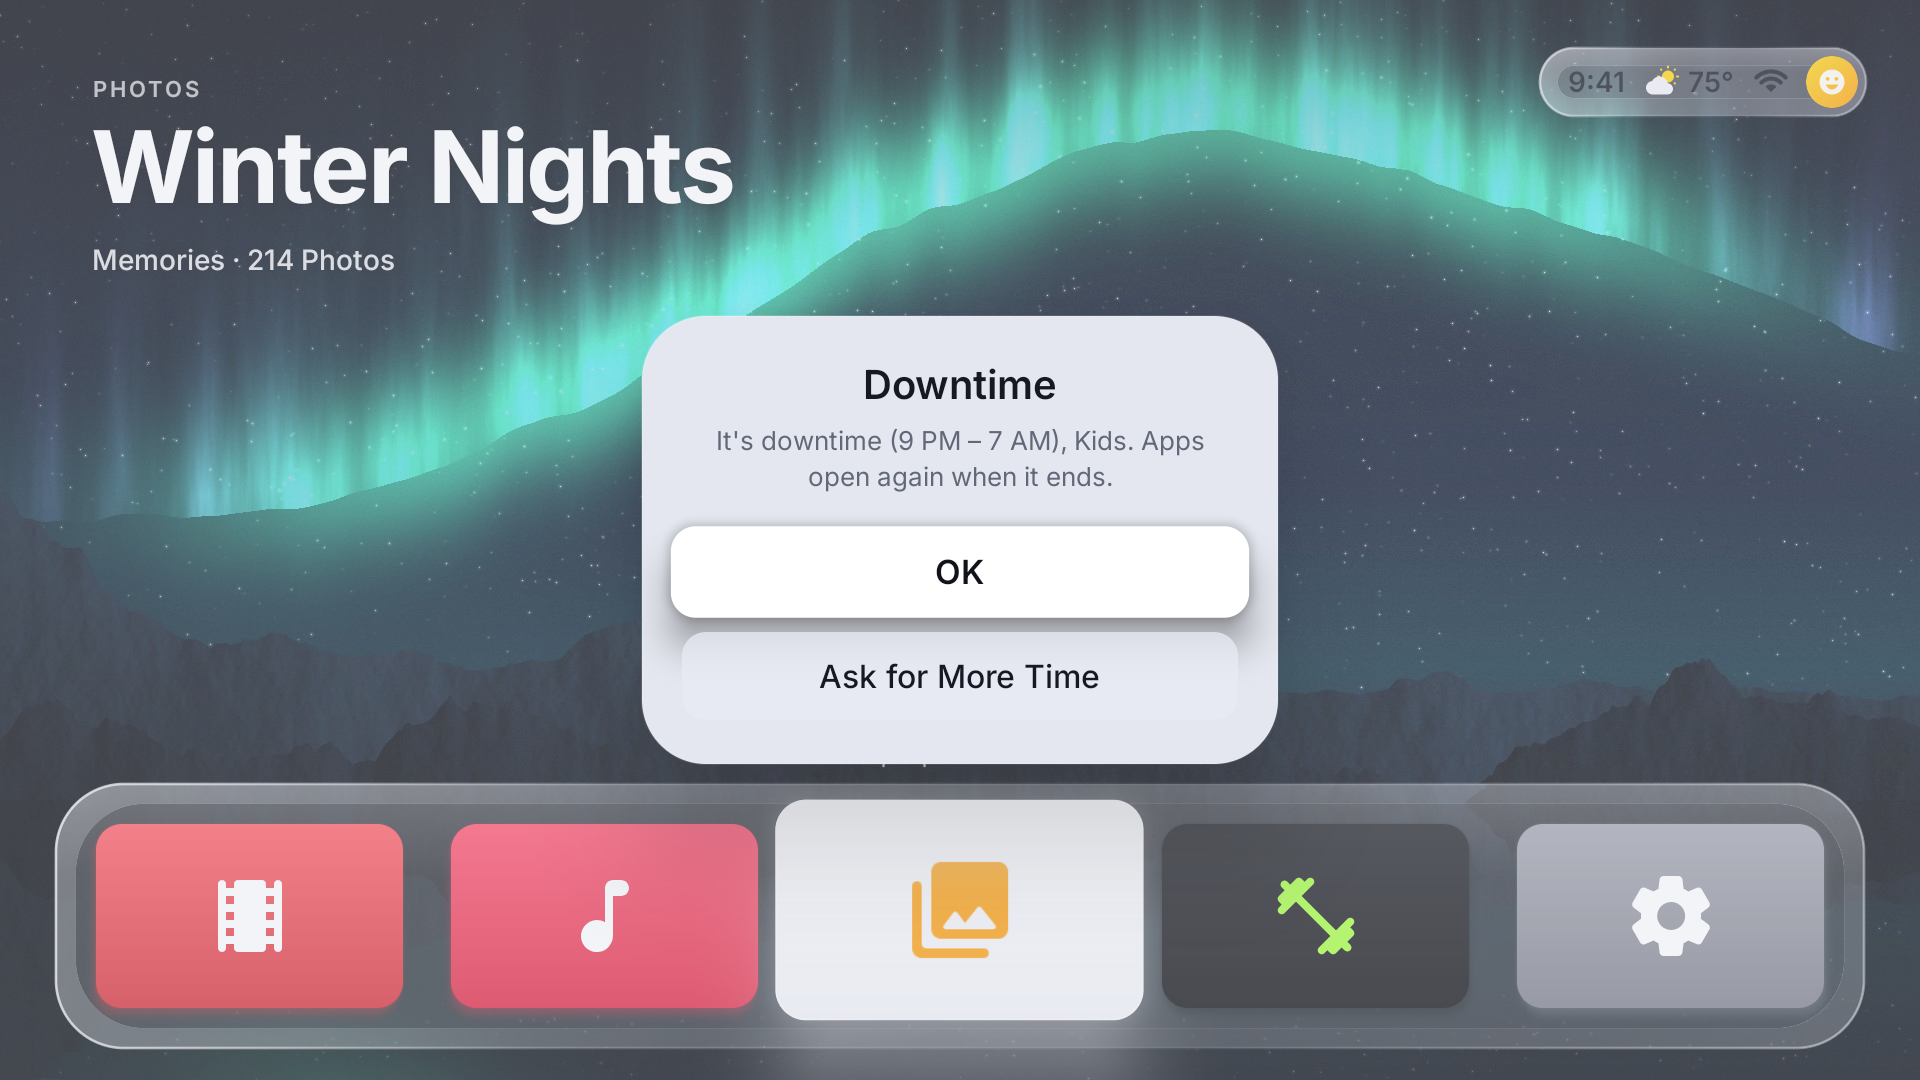 PHOTOS
Winter Nights
Memories · 214 Photos
9:41 75°
Downtime
It's downtime (9 PM – 7 AM), Kids. Apps
open again when it ends.
OK
Ask for More Time